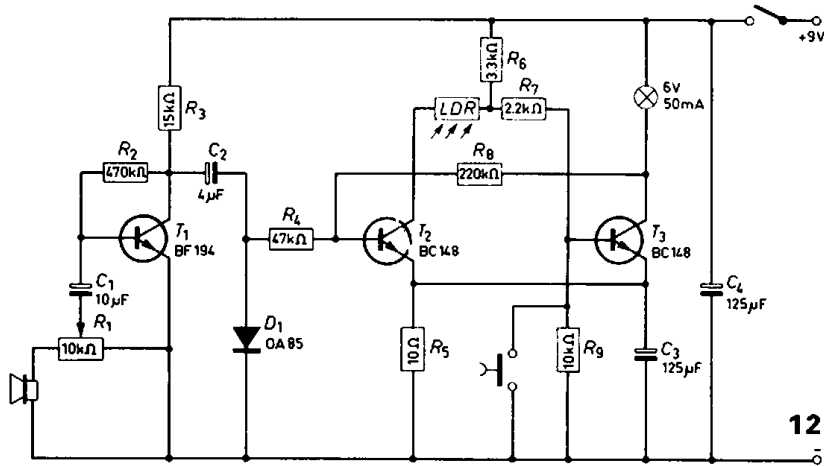 +9V
R6
3.3kΩ
R7
LDR
2.2kΩ
6V
50mA
15kΩ
R3
R2
470kΩ
C2
4µF
R8
220kΩ
R4
47kΩ
T1
BF194
T2
BC148
T3
BC148
C1
10µF
R1
10kΩ
D1
OA85
10Ω
R5
10kΩ
R9
C3
125µF
C4
125µF
12
-